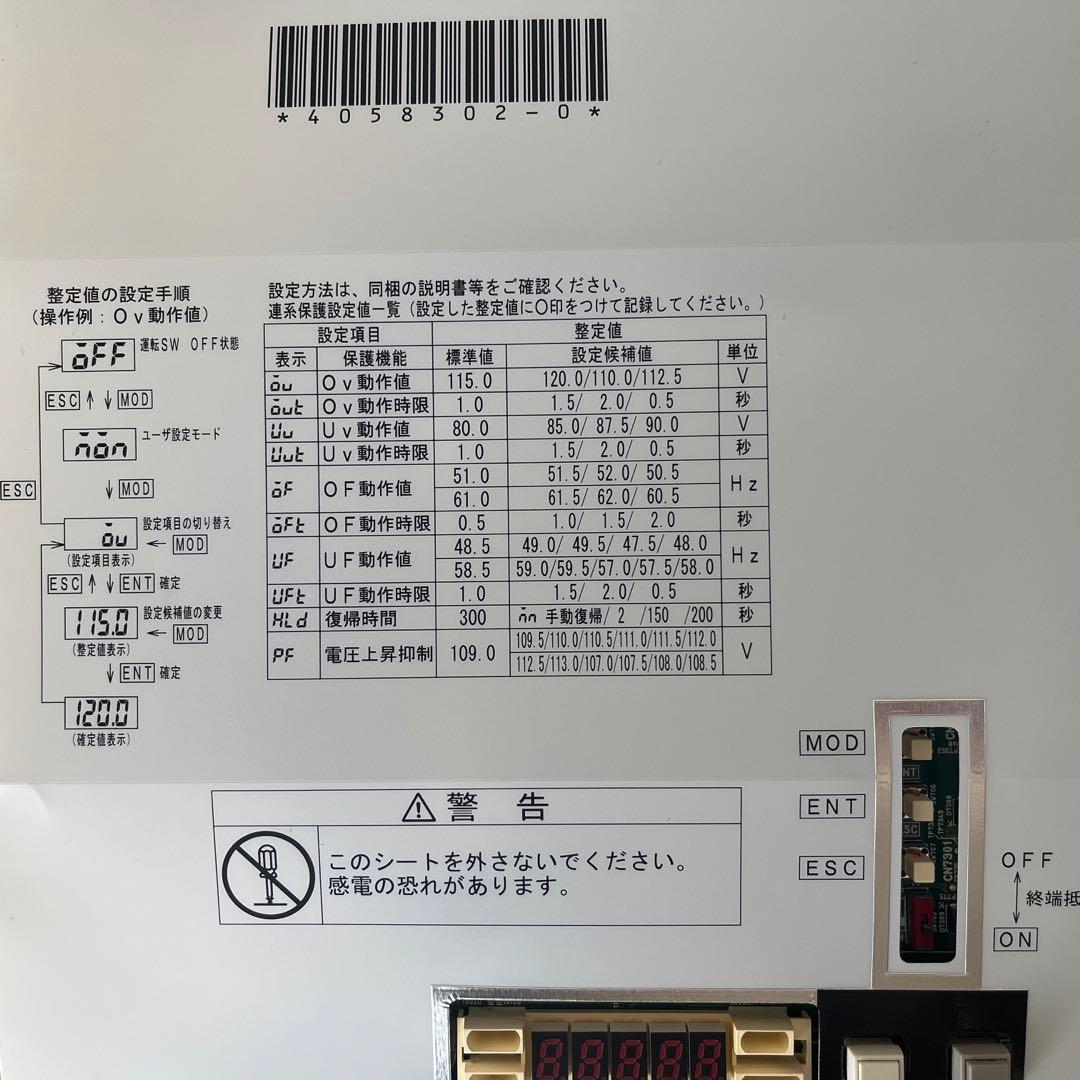 *4058302-0*
整定値の設定手順
(操作例：Ov動作値)
oFF 運転SW OFF状態
ESC ↑ ↓ MOD
non ユーザ設定モード
↓ MOD
ESC
ou 設定項目の切り替え
(設定項目表示) ← MOD
ESC ↑ ↓ ENT 確定
115.0 設定候補値の変更
(整定値表示) ← MOD
↓ ENT 確定
120.0
(確定値表示)
設定方法は、同梱の説明書等をご確認ください。
連系保護設定値一覧（設定した整定値に〇印をつけて記録してください。）
設定項目 整定値
表示 保護機能 標準値 設定候補値 単位
ou Ov動作値 115.0 120.0/110.0/112.5 V
out Ov動作時限 1.0 1.5/ 2.0/ 0.5 秒
Uu Uv動作値 80.0 85.0/ 87.5/ 90.0 V
Uut Uv動作時限 1.0 1.5/ 2.0/ 0.5 秒
oF OF動作値 51.0 51.5/ 52.0/ 50.5 Hz
61.0 61.5/ 62.0/ 60.5
oFt OF動作時限 0.5 1.0/ 1.5/ 2.0 秒
UF UF動作値 48.5 49.0/ 49.5/ 47.5/ 48.0 Hz
58.5 59.0/59.5/57.0/57.5/58.0
UFt UF動作時限 1.0 1.5/ 2.0/ 0.5 秒
HLd 復帰時間 300 nn 手動復帰/ 2 /150 /200 秒
PF 電圧上昇抑制 109.0 109.5/110.0/110.5/111.0/111.5/112.0 V
112.5/113.0/107.0/107.5/108.0/108.5
MOD
ENT
ESC
CN7301
OFF
終端抵
ON
⚠ 警 告
このシートを外さないでください。
感電の恐れがあります。